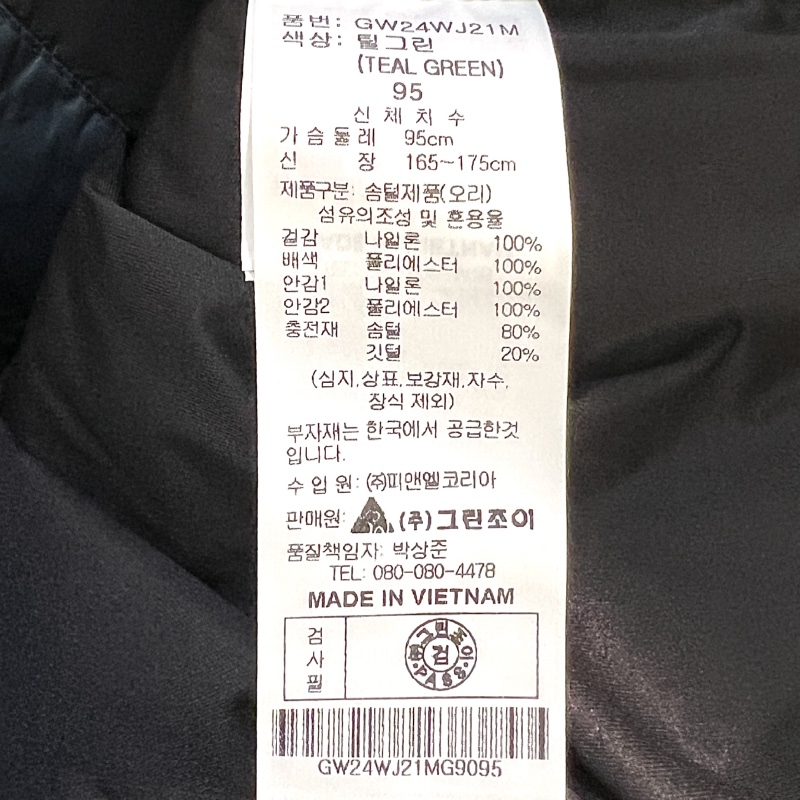 품번: GW24WJ21M
색상: 틸그린
(TEAL GREEN)
95
신체치수
가슴둘레 95cm
신 장 165~175cm
제품구분: 솜털제품(오리)
섬유의조성 및 혼용율
겉감 나일론 100%
배색 폴리에스터 100%
안감1 나일론 100%
안감2 폴리에스터 100%
충전재 솜털 80%
깃털 20%
(심지,상표,보강재,자수,
장식 제외)
부자재는 한국에서 공급한것
입니다.
수 입 원: (주)피앤엘코리아
판매원: (주)그린조이
품질책임자: 박상준
TEL: 080-080-4478
MADE IN VIETNAM
검사필
㈜그린조이
검
PASS
GW24WJ21MG9095